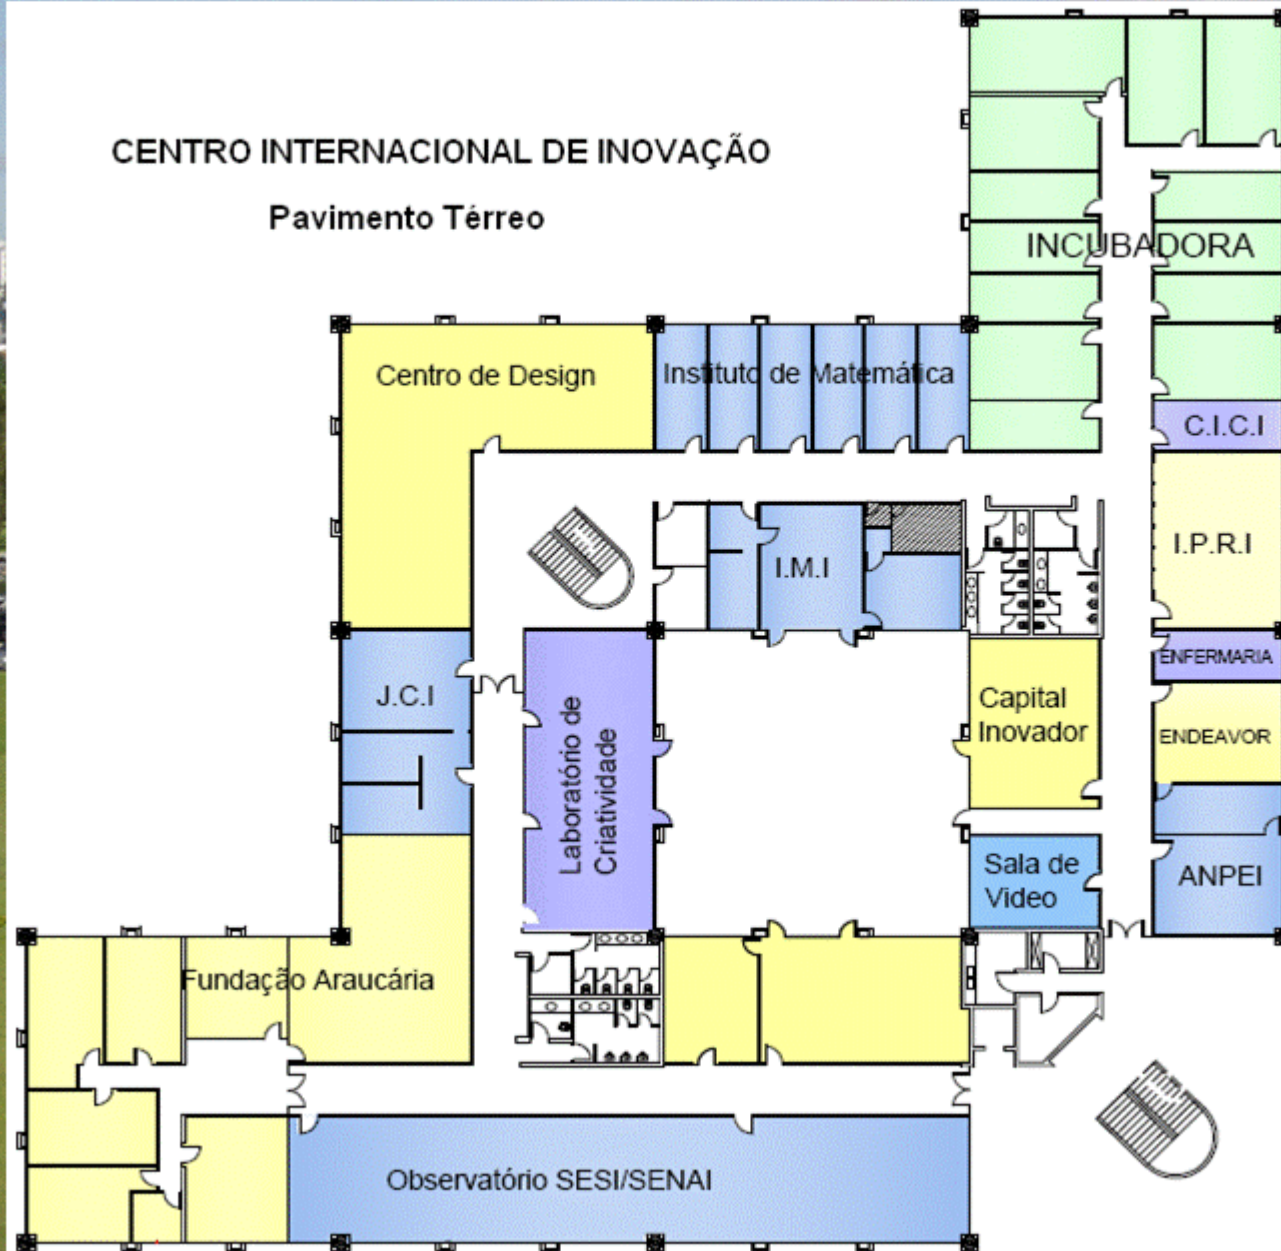 CENTRO INTERNACIONAL DE INOVAÇÃO
Pavimento Térreo
INCUBADORA
Centro de Design
Instituto de Matemática
C.I.C.I
I.M.I
I.P.R.I
ENFERMARIA
J.C.I
Capital
Inovador
ENDEAVOR
Laboratório de
Criatividade
Sala de
Video
ANPEI
Fundação Araucária
Observatório SESI/SENAI